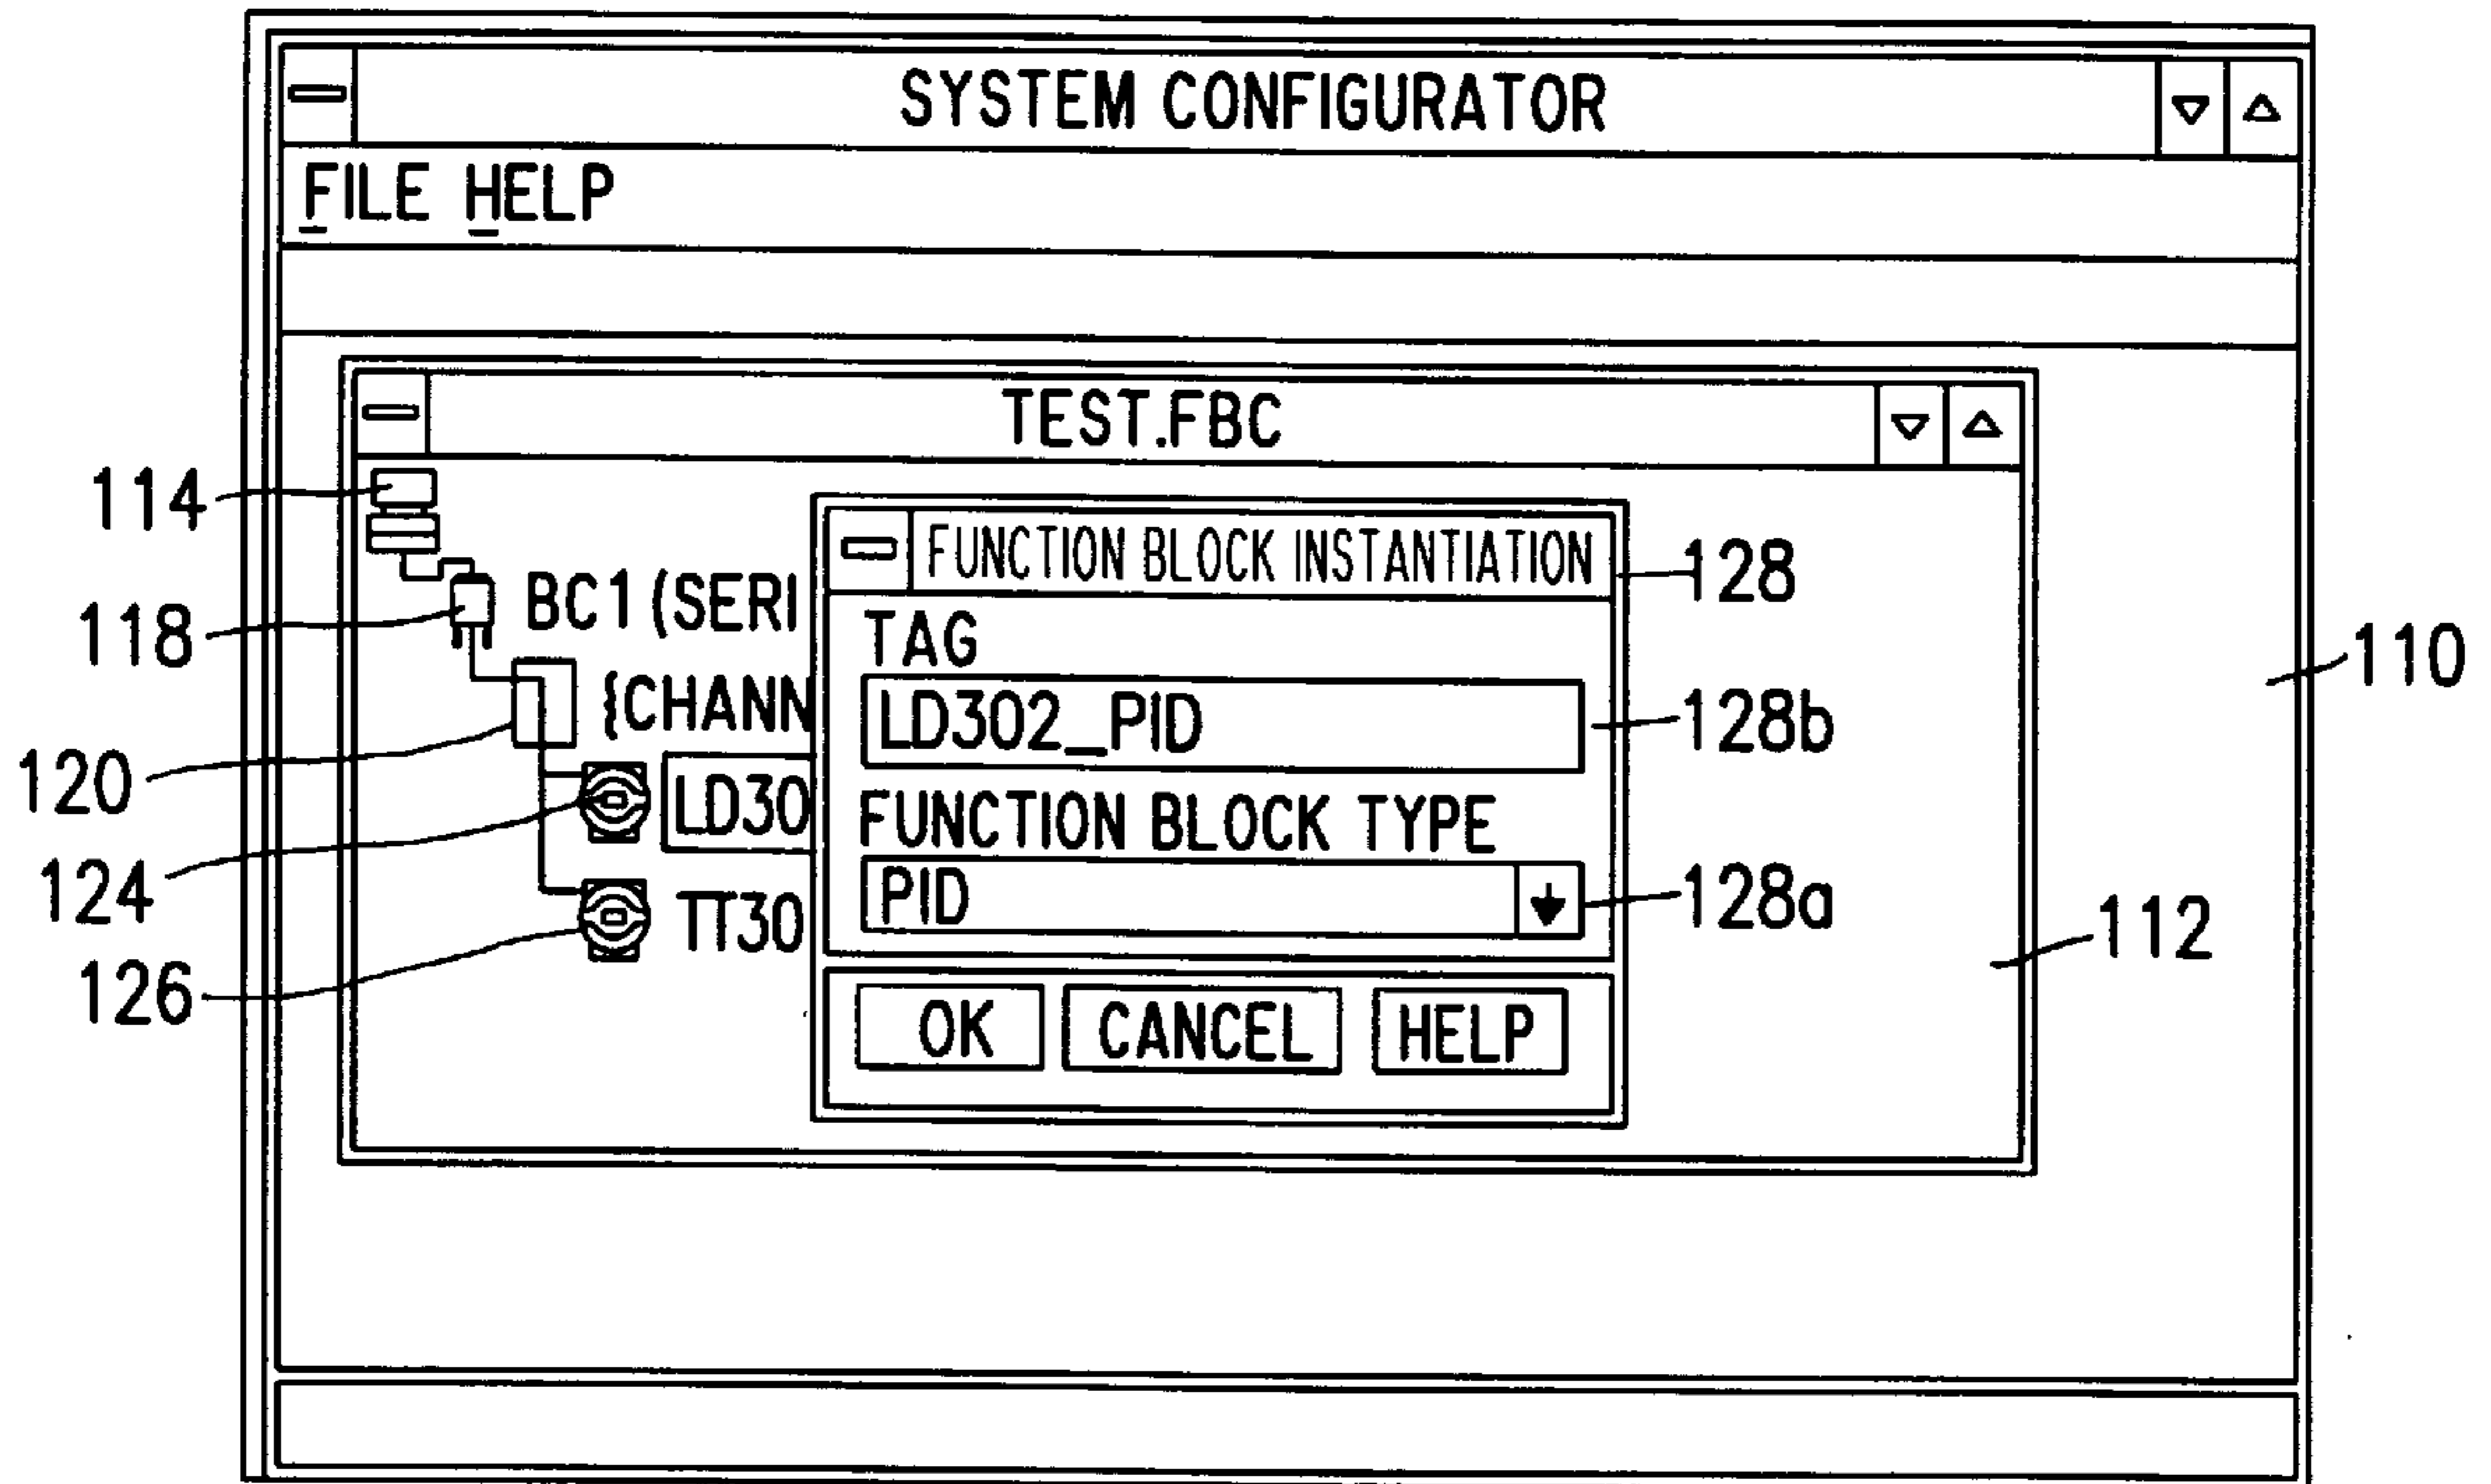 SYSTEM CONFIGURATOR
FILE HELP
TEST.FBC
114
FUNCTION BLOCK INSTANTIATION
128
118
BC1 (SERI
TAG
110
{CHANN
LD302_PID
128b
120
LD30
FUNCTION BLOCK TYPE
124
PID
128a
TT30
112
126
OK CANCEL HELP